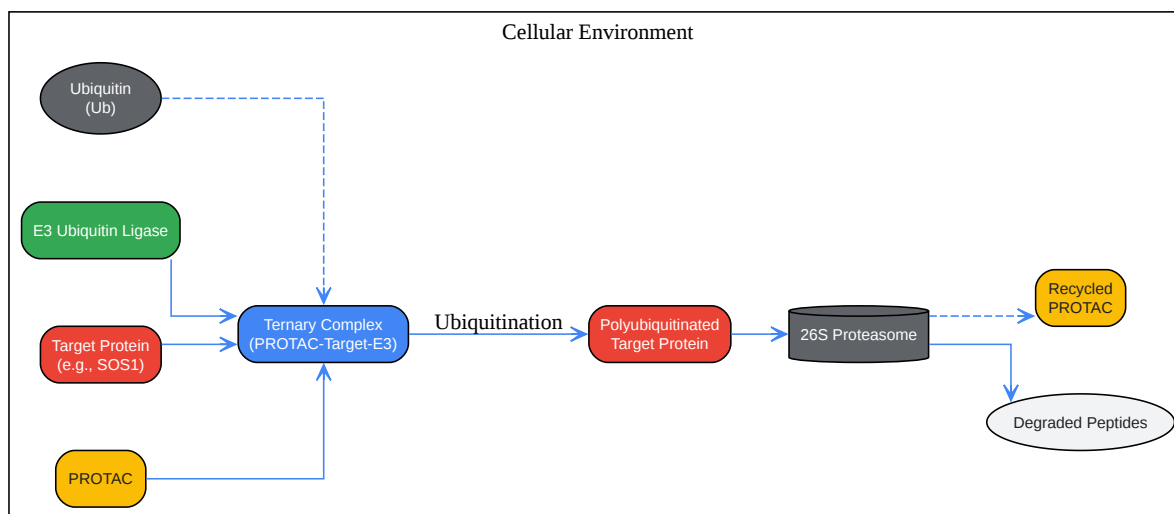 Cellular Environment
Ubiquitin
(Ub)
E3 Ubiquitin Ligase
Target Protein
(e.g., SOS1)
PROTAC
Ternary Complex
(PROTAC-Target-E3)
Ubiquitination
Polyubiquitinated
Target Protein
26S Proteasome
Recycled
PROTAC
Degraded Peptides